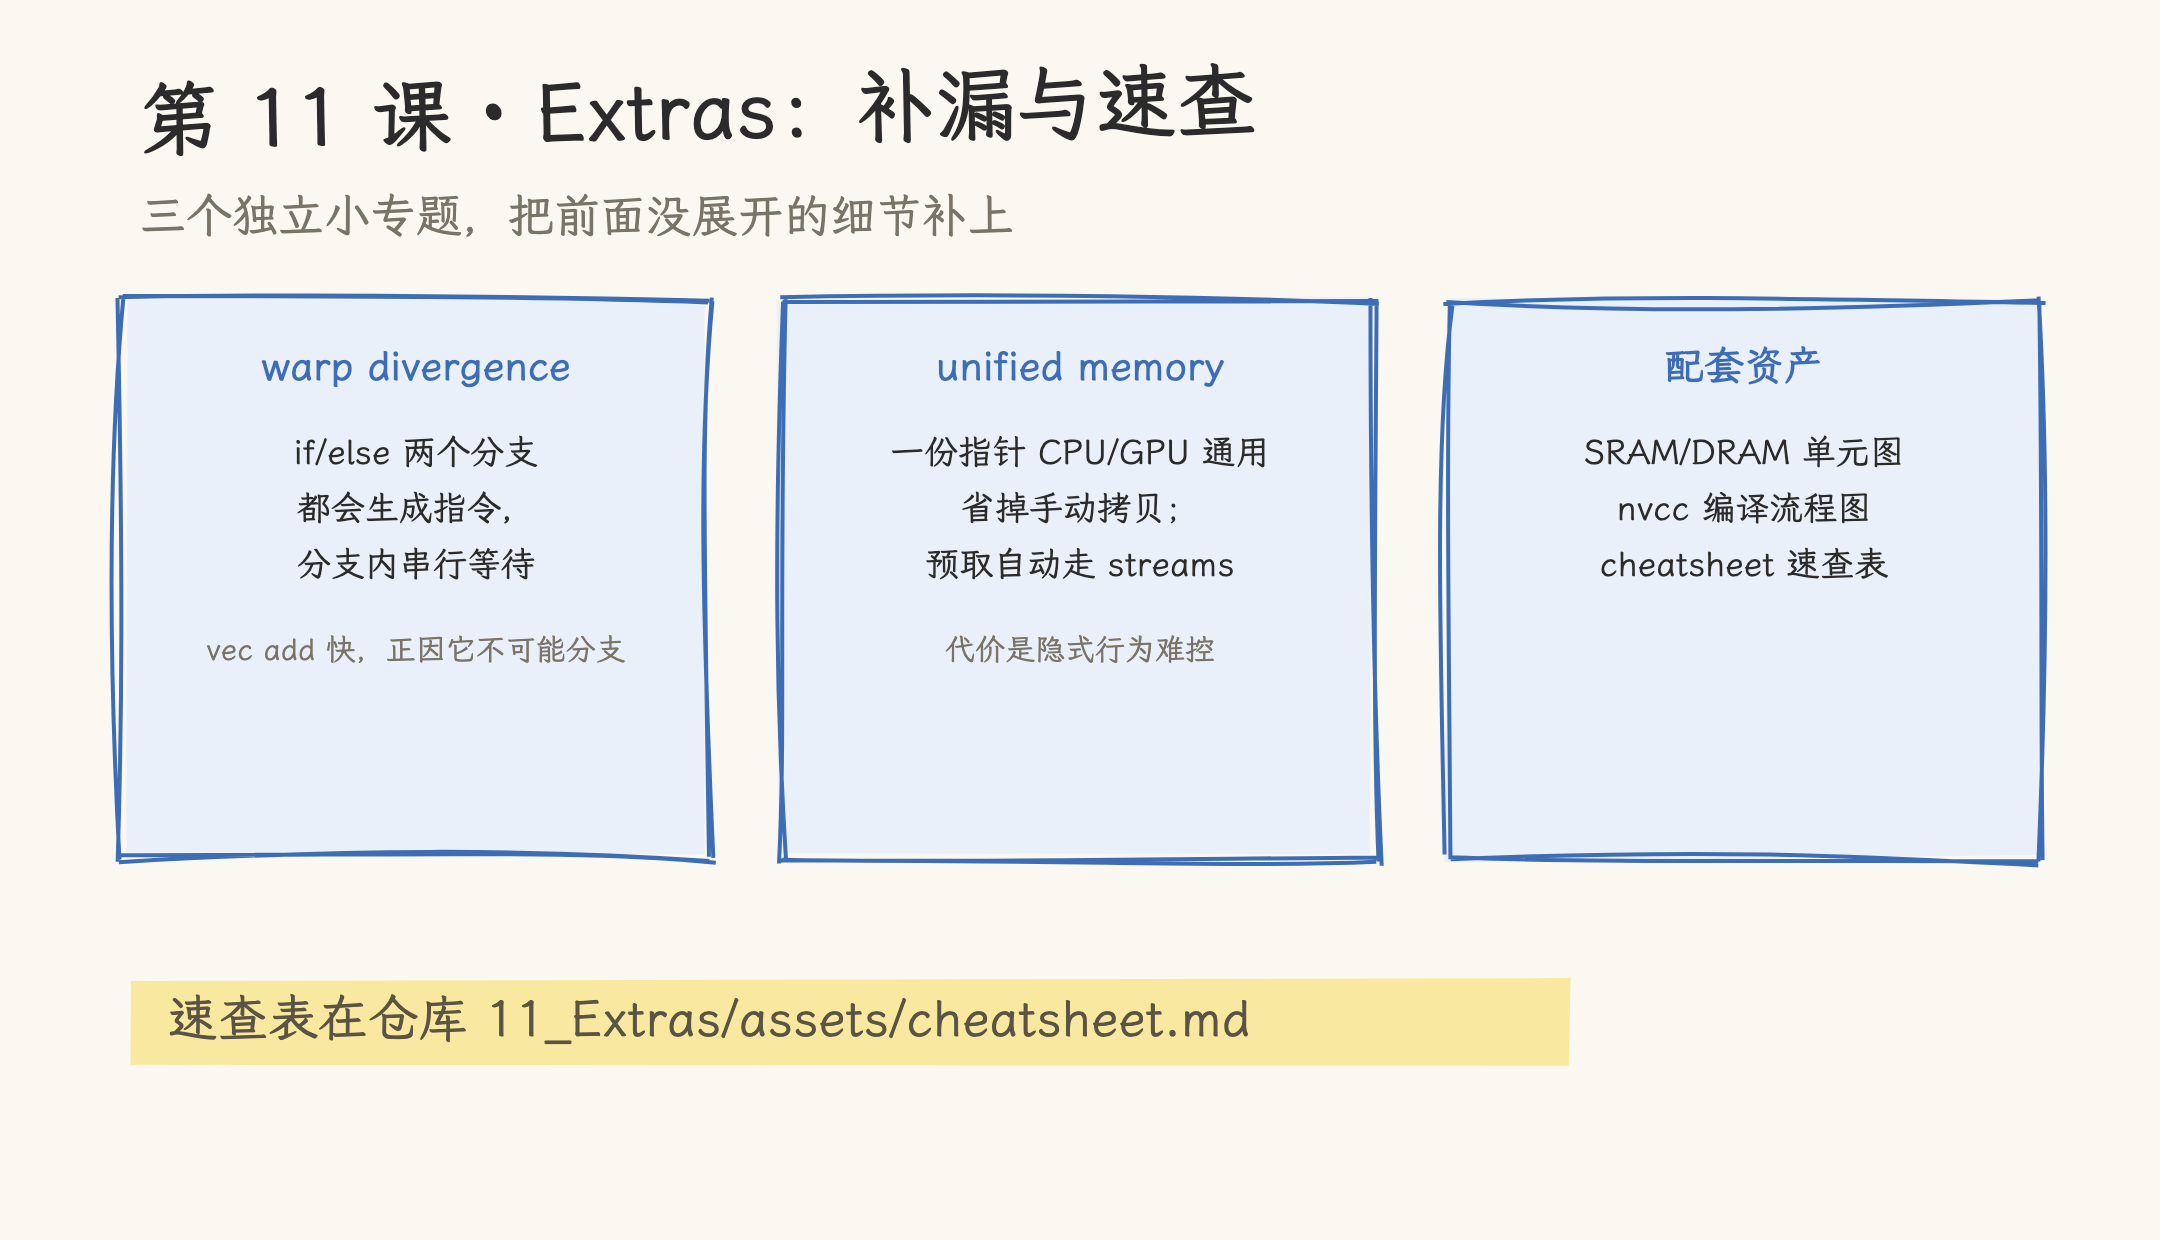 第 11 课·Extras：补漏与速查
三个独立小专题，把前面没展开的细节补上
warp divergence
if/else 两个分支
都会生成指令，
分支内串行等待
vec add 快，正因它不可能分支
unified memory
一份指针 CPU/GPU 通用
省掉手动拷贝；
预取自动走 streams
代价是隐式行为难控
配套资产
SRAM/DRAM 单元图
nvcc 编译流程图
cheatsheet 速查表
速查表在仓库 11_Extras/assets/cheatsheet.md